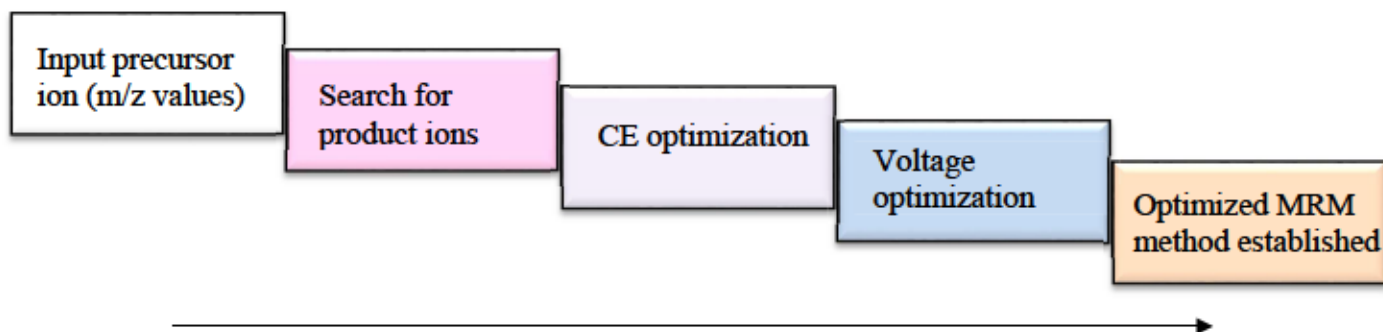 Input precursor
ion (m/z values)
Search for
product ions
CE optimization
Voltage
optimization
Optimized MRM
method established